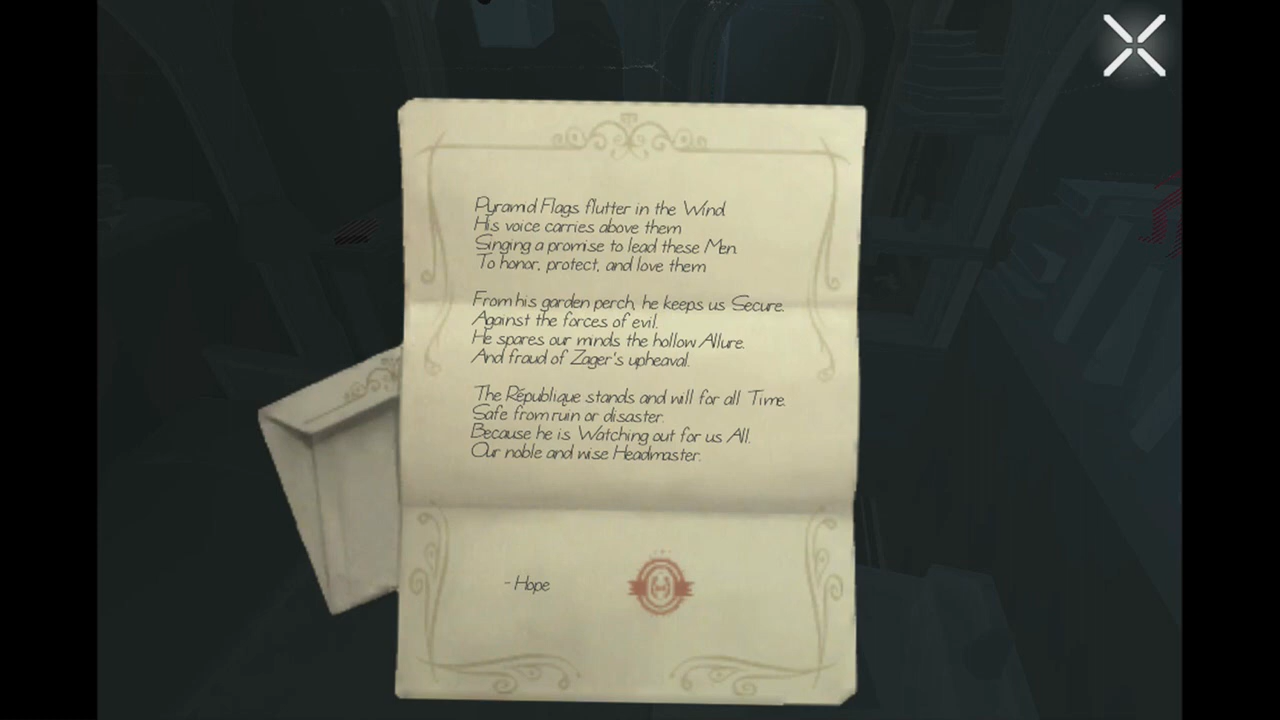 Pyramid Flags flutter in the Wind
His voice carries above them
Singing a promise to lead these Men
To honor, protect, and love them
From his garden perch, he keeps us Secure.
Against the forces of evil.
He spares our minds the hollow Allure.
And fraud of Zager's upheaval.
The République stands and will for all Time.
Safe from ruin or disaster.
Because he is Watching out for us All.
Our noble and wise Headmaster.
- Hope